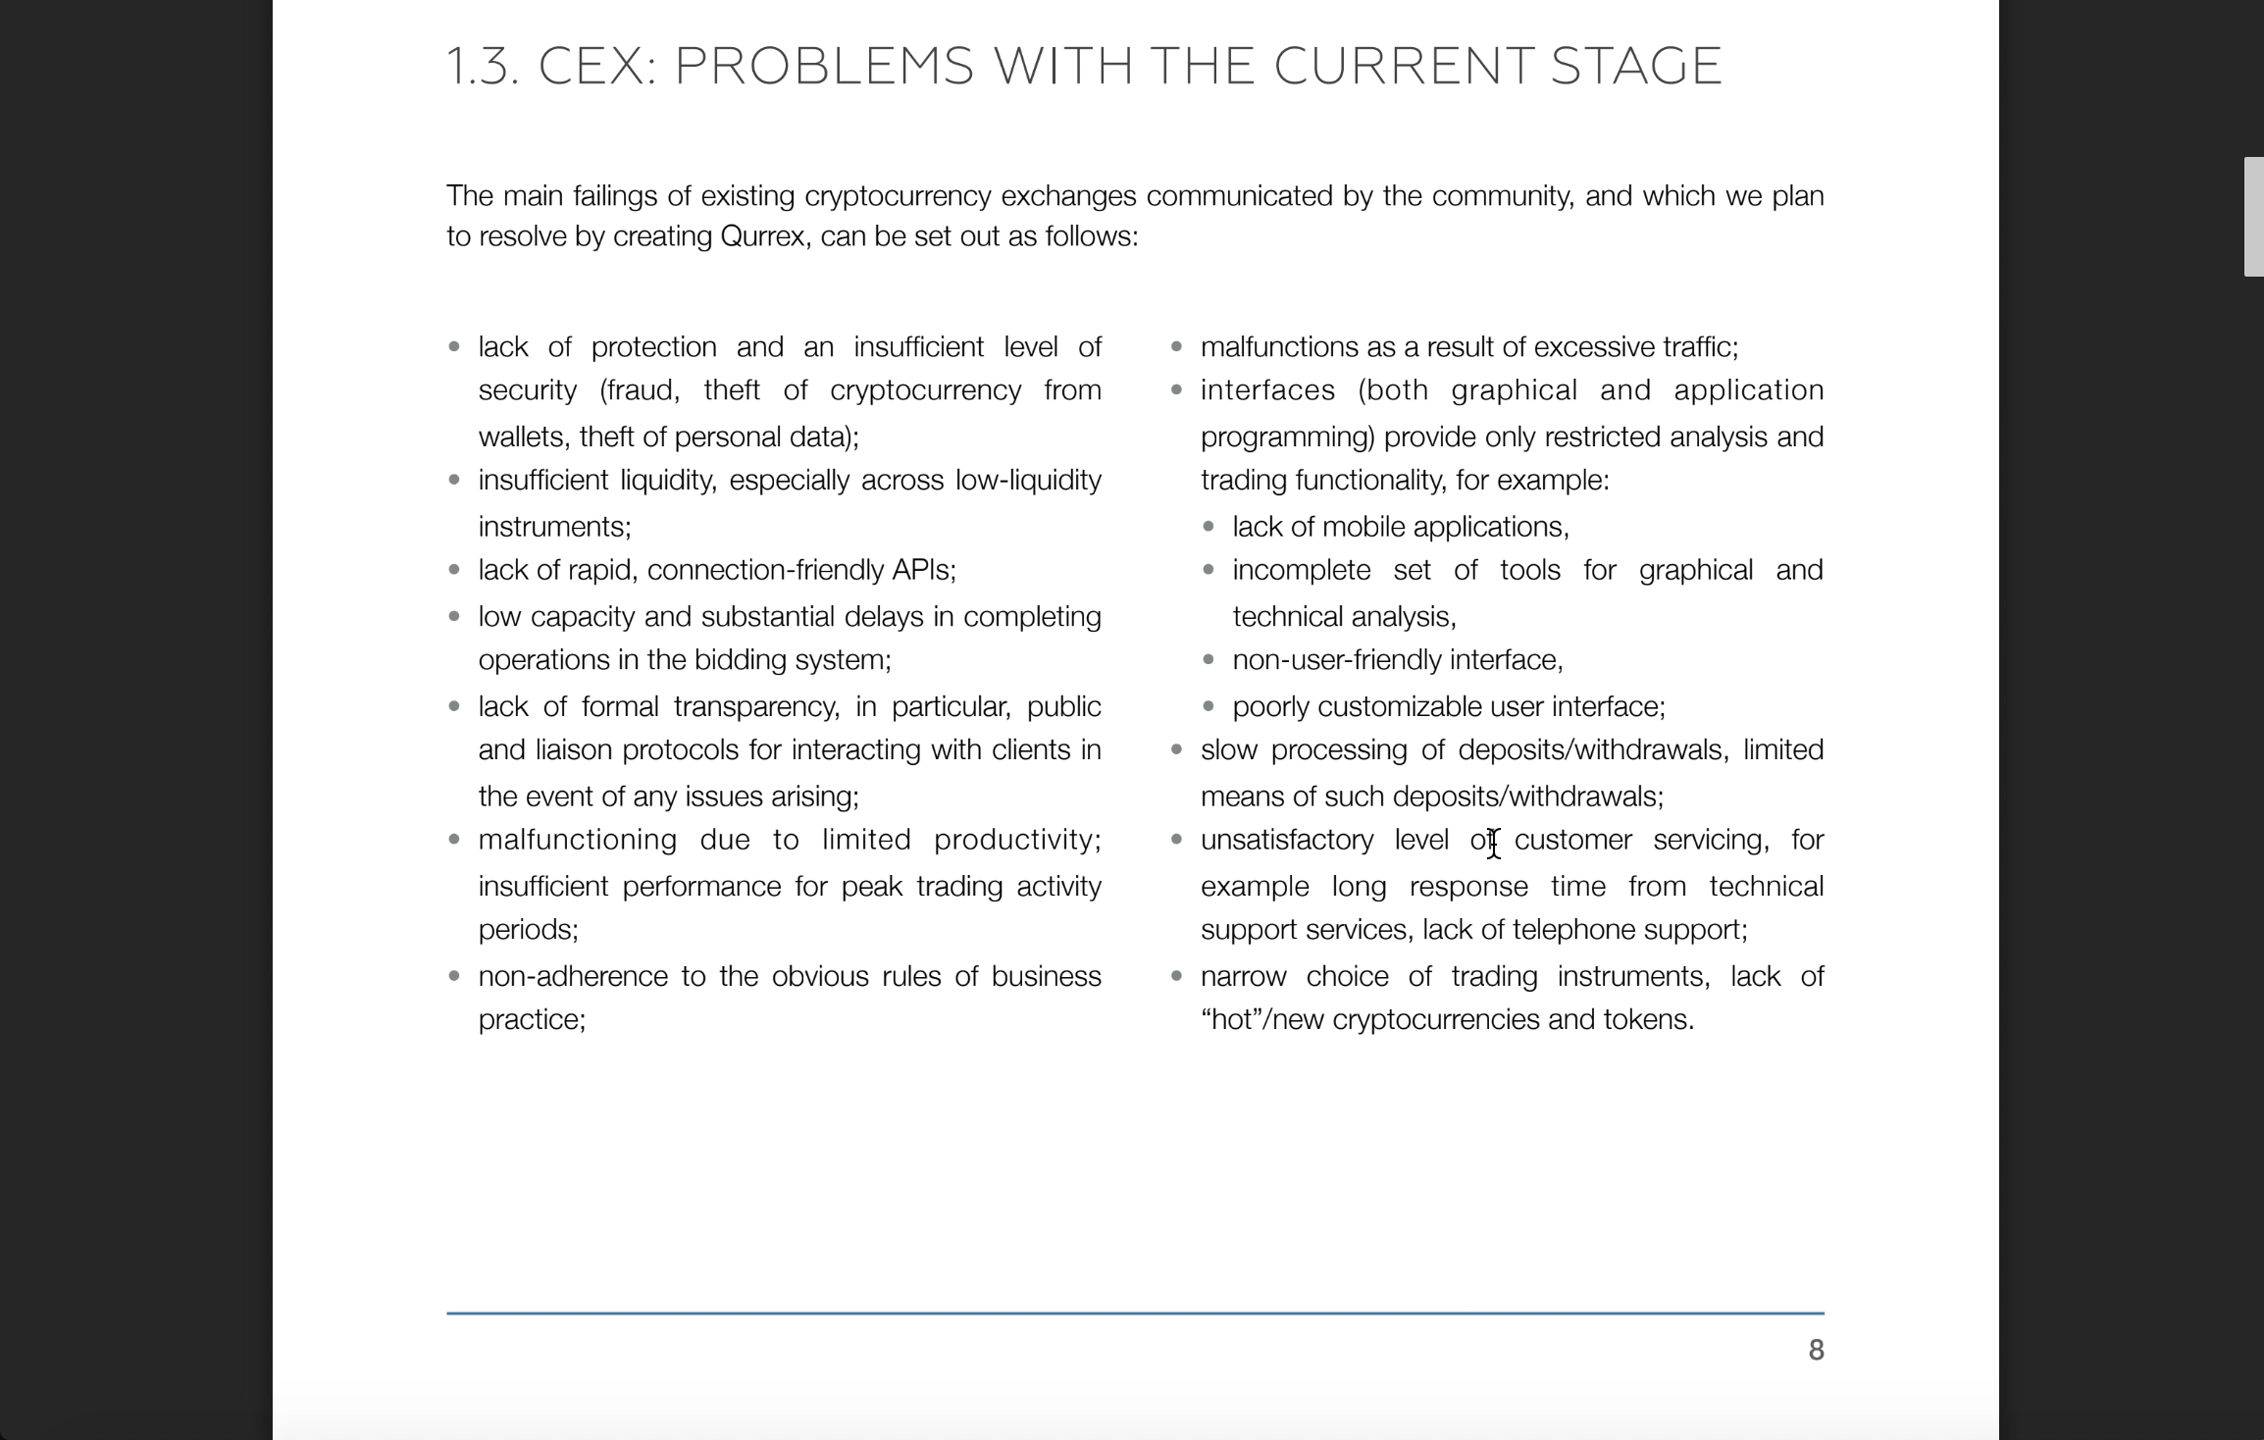 1.3. CEX: PROBLEMS WITH THE CURRENT STAGE
The main failings of existing cryptocurrency exchanges communicated by the community, and which we plan
to resolve by creating Qurrex, can be set out as follows:
• lack of protection and an insufficient level of
security (fraud, theft of cryptocurrency from
wallets, theft of personal data);
• insufficient liquidity, especially across low-liquidity
instruments;
• lack of rapid, connection-friendly APIs;
• low capacity and substantial delays in completing
operations in the bidding system;
• lack of formal transparency, in particular, public
and liaison protocols for interacting with clients in
the event of any issues arising;
• malfunctioning due to limited productivity;
insufficient performance for peak trading activity
periods;
• non-adherence to the obvious rules of business
practice;
• malfunctions as a result of excessive traffic;
• interfaces (both graphical and application
programming) provide only restricted analysis and
trading functionality, for example:
• lack of mobile applications,
• incomplete set of tools for graphical and
technical analysis,
• non-user-friendly interface,
• poorly customizable user interface;
• slow processing of deposits/withdrawals, limited
means of such deposits/withdrawals;
• unsatisfactory level of customer servicing, for
example long response time from technical
support services, lack of telephone support;
• narrow choice of trading instruments, lack of
“hot”/new cryptocurrencies and tokens.
8